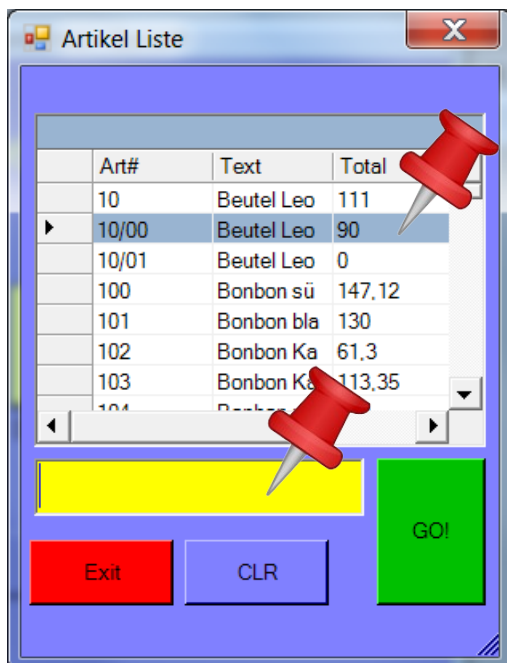 Artikel Liste
Art# Text Total
10 Beutel Leo 111
10/00 Beutel Leo 90
10/01 Beutel Leo 0
100 Bonbon sü 147,12
101 Bonbon bla 130
102 Bonbon Ka 61,3
103 Bonbon Ka 113,35
104
GO!
Exit CLR